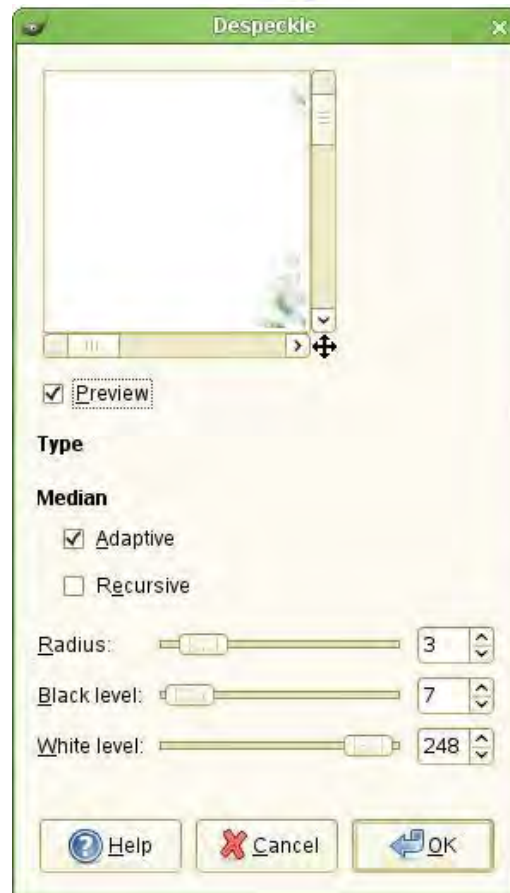 Despeckle
Preview
Type
Median
Adaptive
Recursive
Radius: 3
Black level: 7
White level: 248
Help Cancel OK